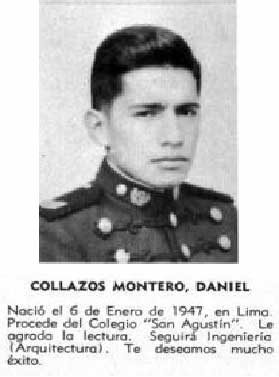 COLLAZOS MONTERO, DANIEL
Nació el 6 de Enero de 1947, en Lima.
Procede del Colegio "San Agustín". Le
agrada la lectura. Seguirá Ingeniería
(Arquitectura). Te deseamos mucho
éxito.